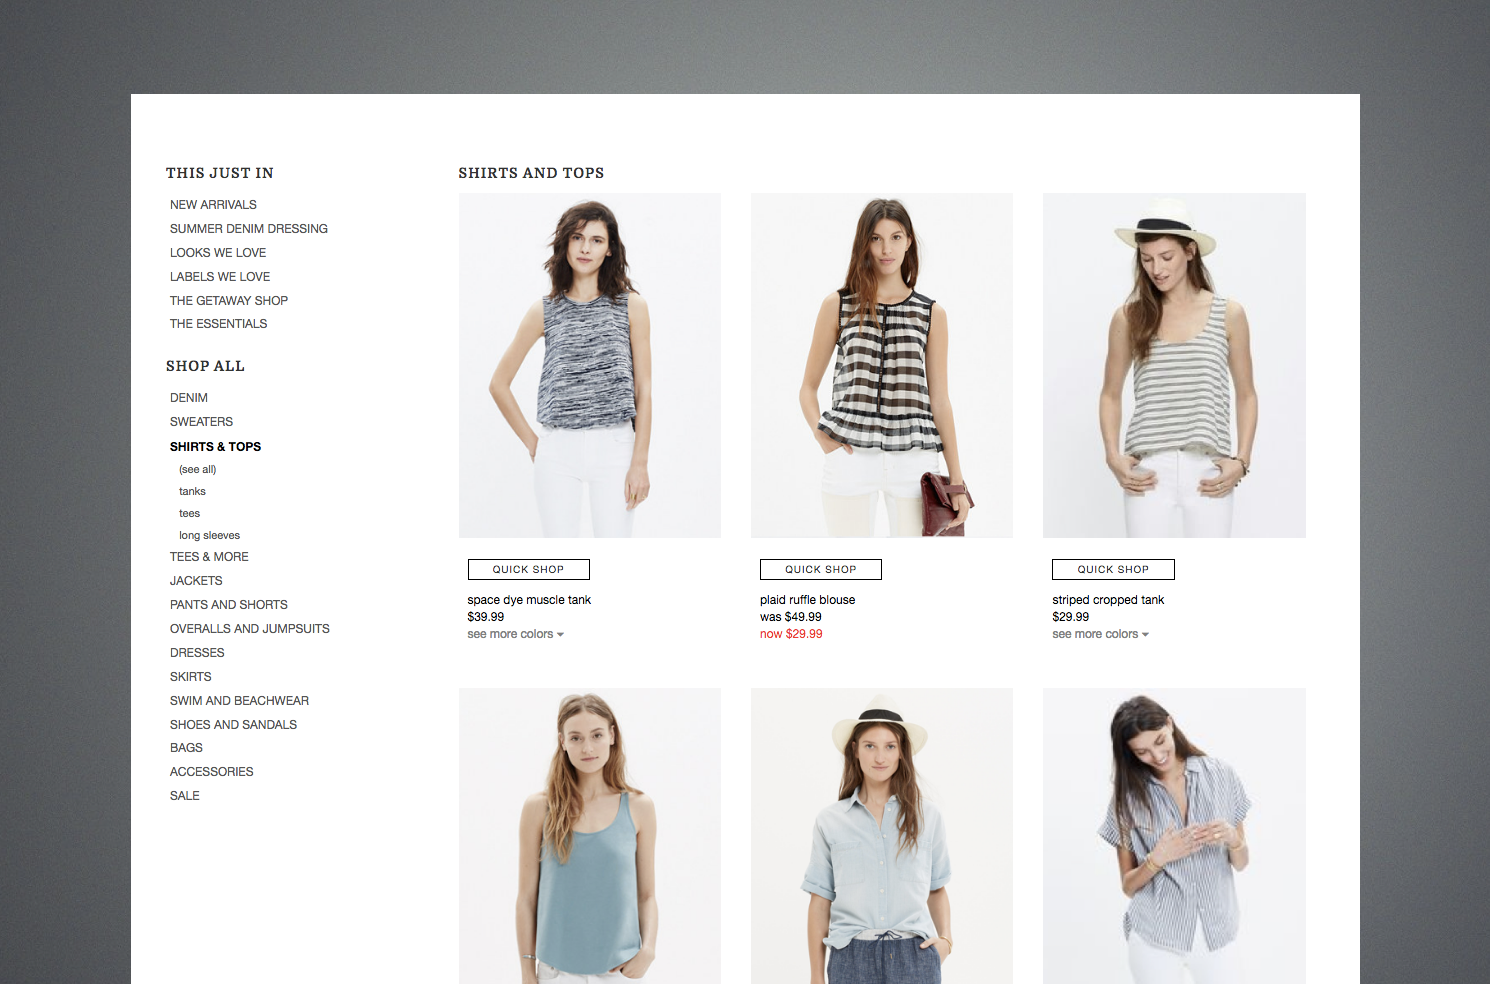 THIS JUST IN
NEW ARRIVALS
SUMMER DENIM DRESSING
LOOKS WE LOVE
LABELS WE LOVE
THE GETAWAY SHOP
THE ESSENTIALS
SHOP ALL
DENIM
SWEATERS
SHIRTS & TOPS
(see all)
tanks
tees
long sleeves
TEES & MORE
JACKETS
PANTS AND SHORTS
OVERALLS AND JUMPSUITS
DRESSES
SKIRTS
SWIM AND BEACHWEAR
SHOES AND SANDALS
BAGS
ACCESSORIES
SALE
SHIRTS AND TOPS
QUICK SHOP
space dye muscle tank
$39.99
see more colors
QUICK SHOP
plaid ruffle blouse
was $49.99
now $29.99
QUICK SHOP
striped cropped tank
$29.99
see more colors